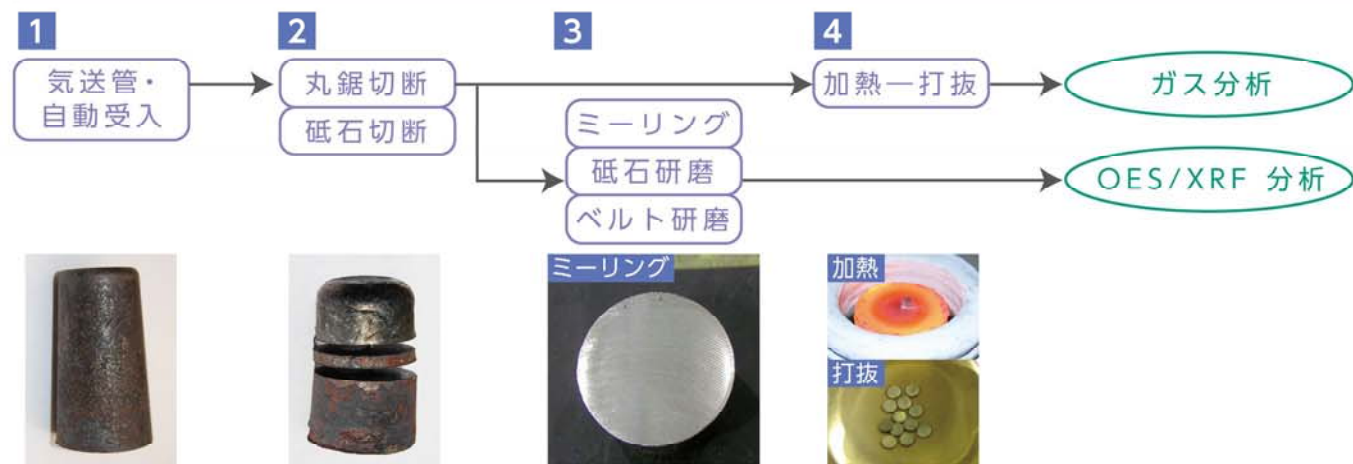 1
気送管・
自動受入
2
丸鋸切断
砥石切断
3
ミーリング
砥石研磨
ベルト研磨
4
加熱ー打抜
ガス分析
OES/XRF 分析
ミーリング
加熱
打抜